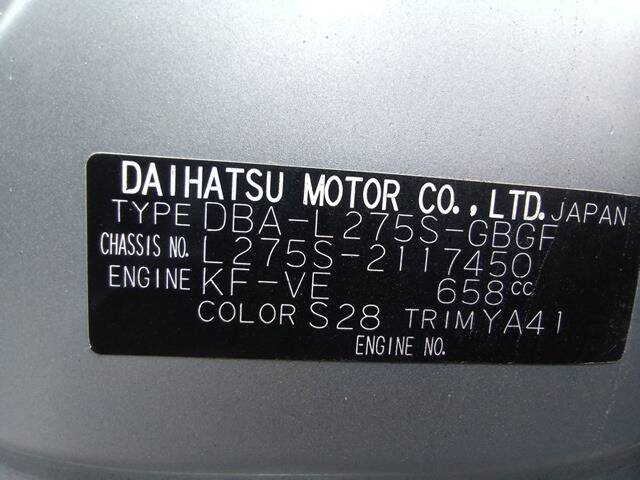 DAIHATSU MOTOR CO., LTD. JAPAN
TYPE DBA-L275S-GBGF
CHASSIS NO. L275S-2117450
ENGINE KF-VE 658cc
COLOR S28 TRIM YA41
ENGINE NO.